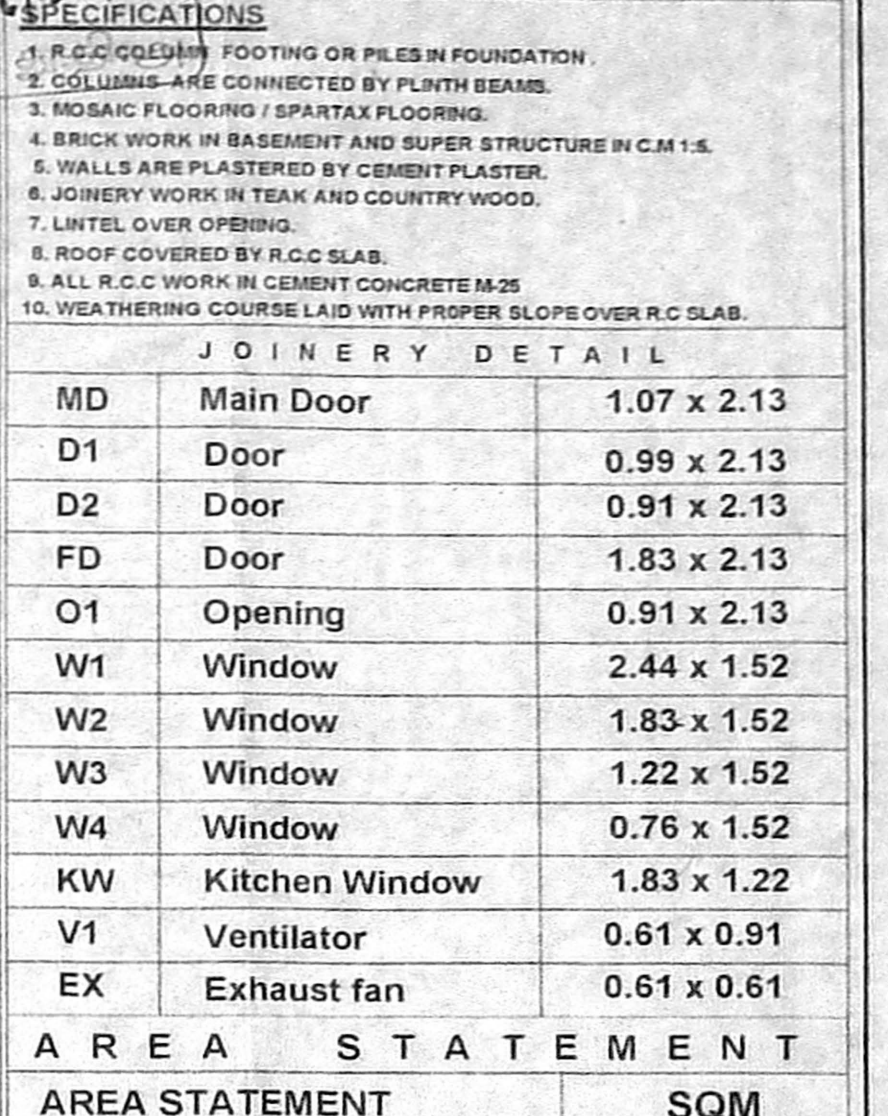 SPECIFICATIONS
1. R.C.C COLUMN FOOTING OR PILES IN FOUNDATION.
2. COLUMNS ARE CONNECTED BY PLINTH BEAMS.
3. MOSAIC FLOORING / SPARTAX FLOORING.
4. BRICK WORK IN BASEMENT AND SUPER STRUCTURE IN C.M 1:5.
5. WALLS ARE PLASTERED BY CEMENT PLASTER.
6. JOINERY WORK IN TEAK AND COUNTRY WOOD.
7. LINTEL OVER OPENING.
8. ROOF COVERED BY R.C.C SLAB.
9. ALL R.C.C WORK IN CEMENT CONCRETE M-25
10. WEATHERING COURSE LAID WITH PROPER SLOPE OVER R.C SLAB.
JOINERY DETAIL
MD Main Door 1.07 x 2.13
D1 Door 0.99 x 2.13
D2 Door 0.91 x 2.13
FD Door 1.83 x 2.13
O1 Opening 0.91 x 2.13
W1 Window 2.44 x 1.52
W2 Window 1.83 x 1.52
W3 Window 1.22 x 1.52
W4 Window 0.76 x 1.52
KW Kitchen Window 1.83 x 1.22
V1 Ventilator 0.61 x 0.91
EX Exhaust fan 0.61 x 0.61
AREA STATEMENT
AREA STATEMENT SQM